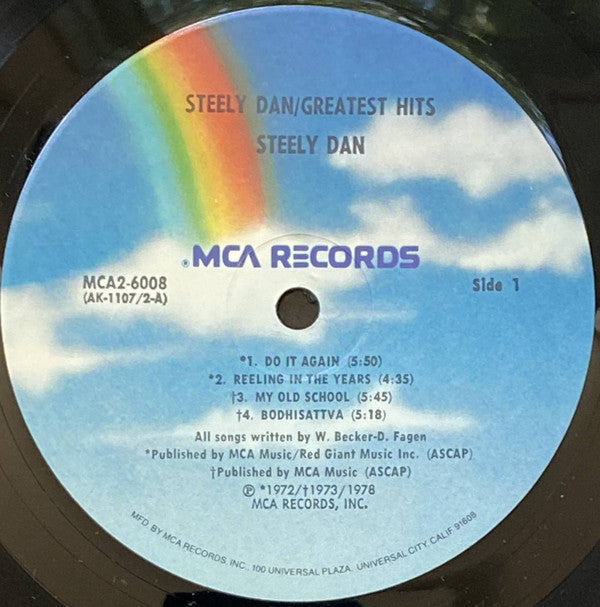 STEELY DAN/GREATEST HITS
STEELY DAN
®MCA RECORDS
MCA2-6008
(AK-1107/2-A)
Side 1
*1. DO IT AGAIN (5:50)
*2. REELING IN THE YEARS (4:35)
†3. MY OLD SCHOOL (5:45)
†4. BODHISATTVA (5:18)
All songs written by W. Becker-D. Fagen
*Published by MCA Music/Red Giant Music Inc. (ASCAP)
†Published by MCA Music (ASCAP)
℗ *1972/†1973/1978
MCA RECORDS, INC.
MFD. BY MCA RECORDS, INC., 100 UNIVERSAL PLAZA, UNIVERSAL CITY, CALIF. 91608